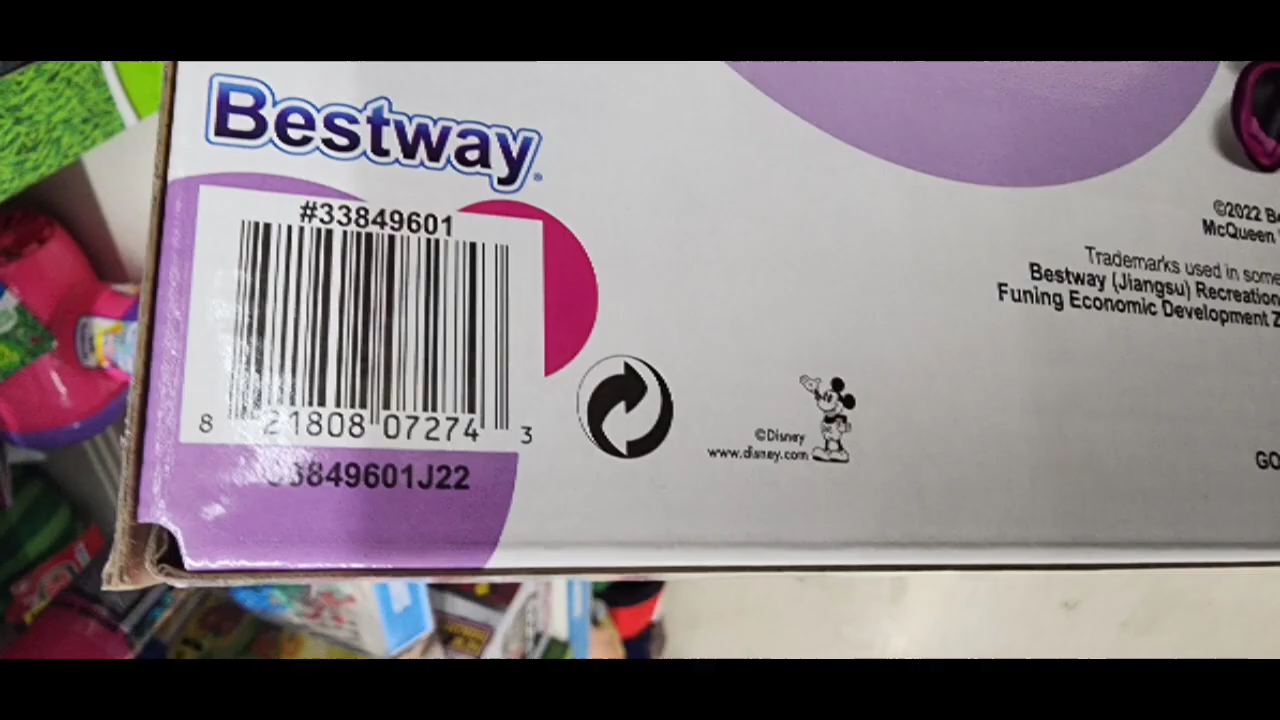 Bestway®
#33849601
8 21808 07274 3
33849601J22
©Disney
www.disney.com
©2022
McQueen
Trademarks used in some
Bestway (Jiangsu) Recreation
Funing Economic Development